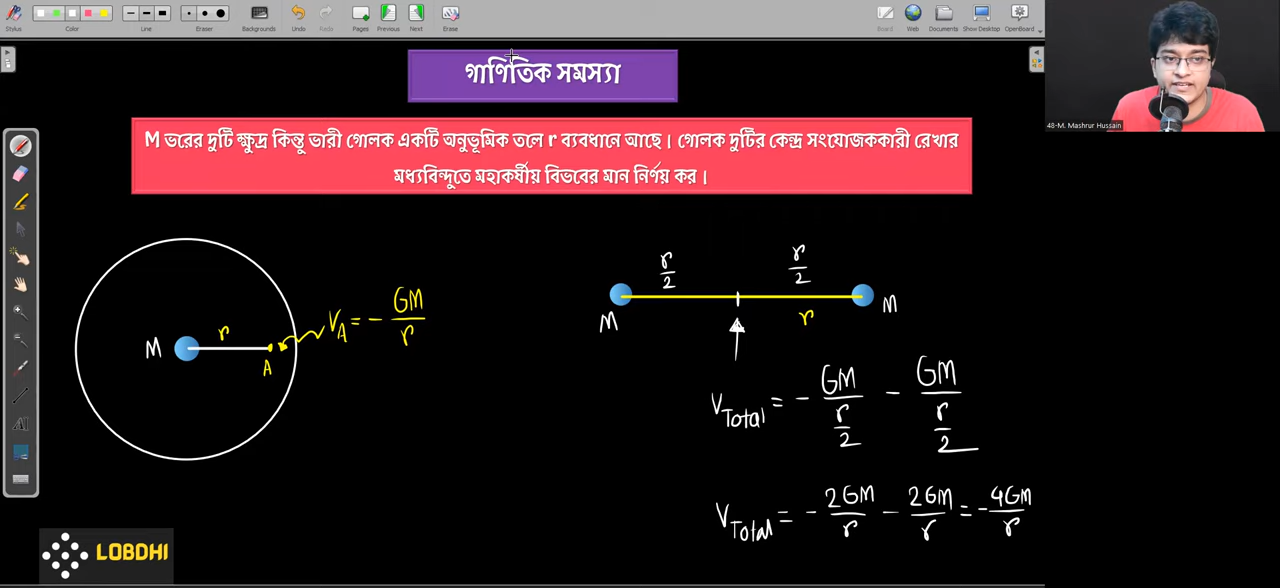 Stylus
Color
Line
Eraser
Backgrounds
Undo
Redo
Pages
Previous
Next
Erase
Board
Web
Documents
Show Desktop
OpenBoard
গাণিতিক সমস্যা
M ভরের দুটি ক্ষুদ্র কিন্তু ভারী গোলক একটি অনুভূমিক তলে r ব্যবধানে আছে। গোলক দুটির কেন্দ্র সংযোজককারী রেখার
মধ্যবিন্দুতে মহাকর্ষীয় বিভবের মান নির্ণয় কর।
48-M. Mashrur Hussain
M r A
V_A = - GM/r
r/2 r/2
M r M
V_Total = - GM/(r/2) - GM/(r/2)
V_Total = - 2GM/r - 2GM/r = - 4GM/r
LOBDHI